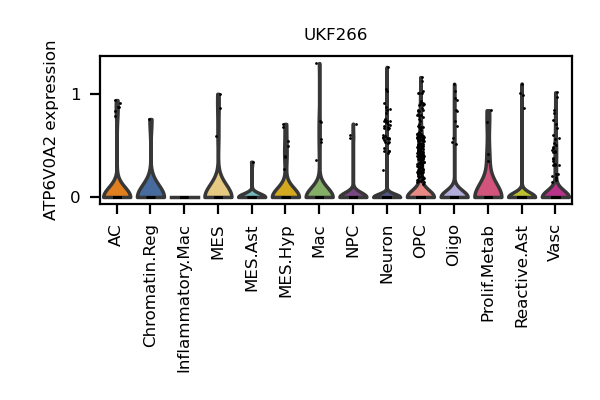 UKF266
ATP6V0A2 expression
1
0
AC
Chromatin.Reg
Inflammatory.Mac
MES
MES.Ast
MES.Hyp
Mac
NPC
Neuron
OPC
Oligo
Prolif.Metab
Reactive.Ast
Vasc